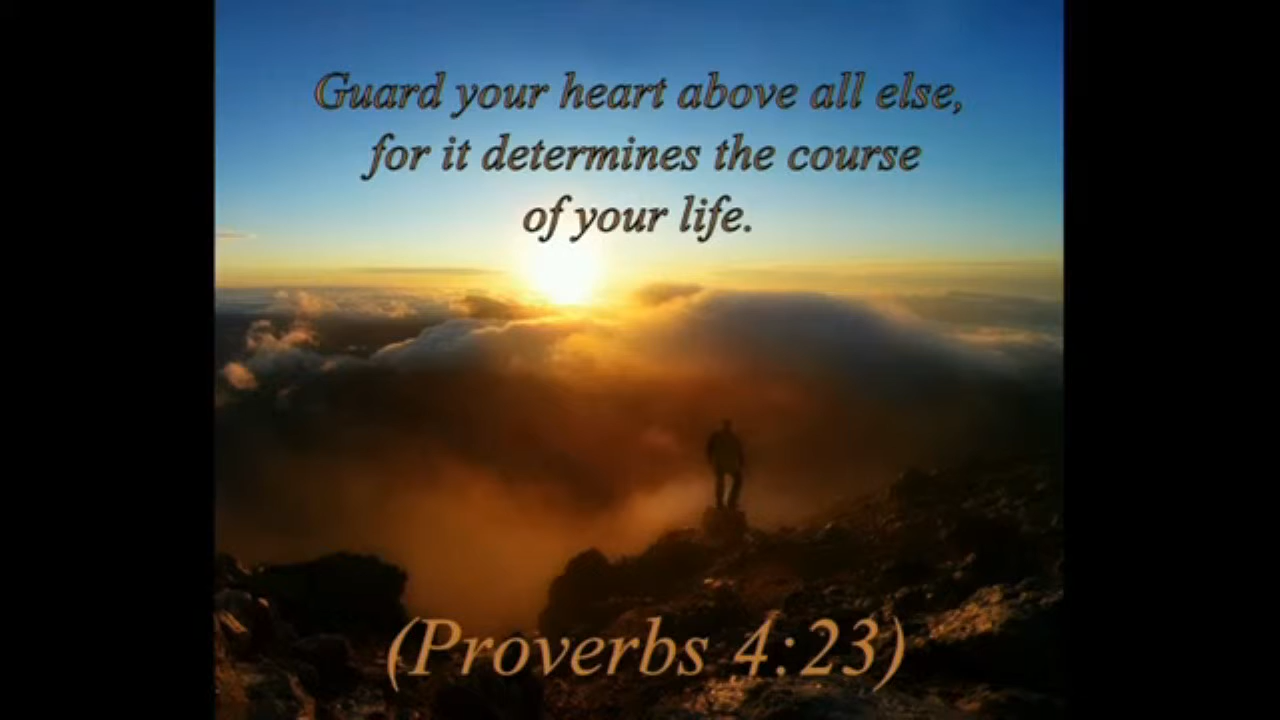 Guard your heart above all else,
for it determines the course
of your life.
(Proverbs 4:23)